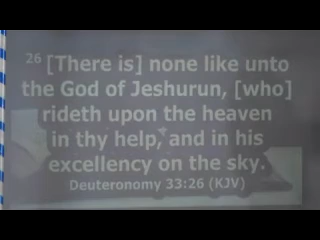 26 [There is] none like unto
the God of Jeshurun, [who]
rideth upon the heaven
in thy help, and in his
excellency on the sky.
Deuteronomy 33:26 (KJV)